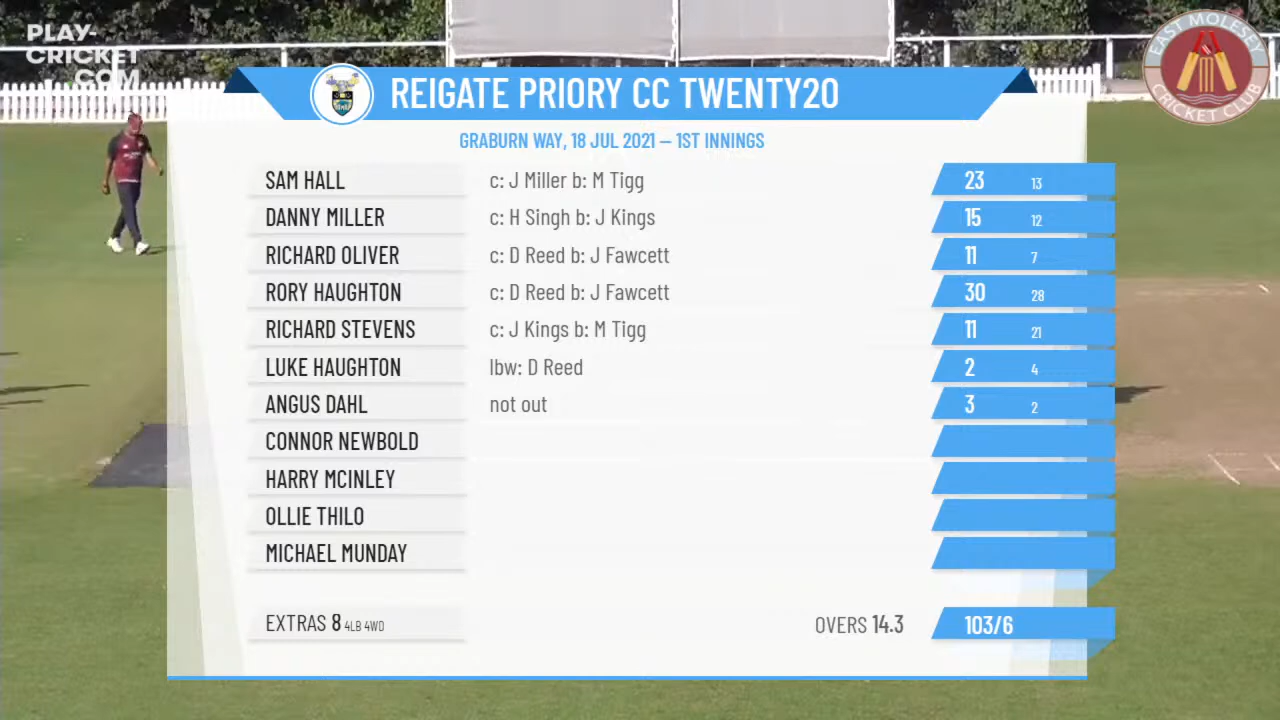 PLAY-
CRICKET
.COM
EAST MOLESEY
CRICKET CLUB
REIGATE PRIORY CC TWENTY20
GRABURN WAY, 18 JUL 2021 – 1ST INNINGS
SAM HALL c: J Miller b: M Tigg 23 13
DANNY MILLER c: H Singh b: J Kings 15 12
RICHARD OLIVER c: D Reed b: J Fawcett 11 7
RORY HAUGHTON c: D Reed b: J Fawcett 30 28
RICHARD STEVENS c: J Kings b: M Tigg 11 21
LUKE HAUGHTON lbw: D Reed 2 4
ANGUS DAHL not out 3 2
CONNOR NEWBOLD
HARRY MCINLEY
OLLIE THILO
MICHAEL MUNDAY
EXTRAS 8 4LB 4WD OVERS 14.3 103/6